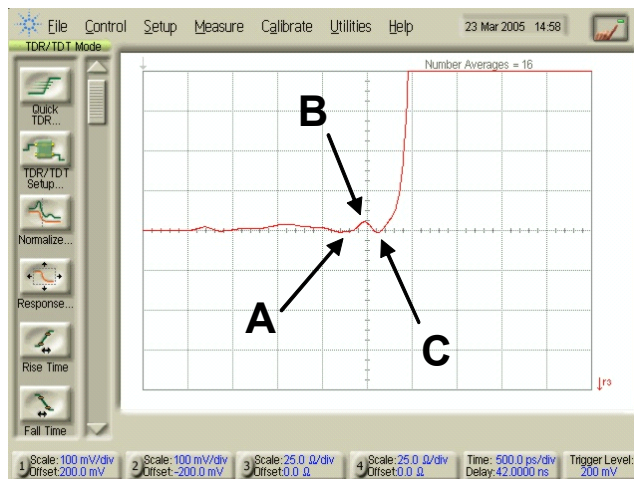 File Control Setup Measure Calibrate Utilities Help 23 Mar 2005 14:58
TDR/TDT Mode
Number Averages = 16
Quick
TDR...
TDR/TDT
Setup...
Normalize...
Response...
Rise Time
Fall Time
B
A
C
r3
1 Scale: 100 mV/div
Offset: 200.0 mV
2 Scale: 100 mV/div
Offset: -200.0 mV
3 Scale: 25.0 Ω/div
Offset: 0.0 Ω
4 Scale: 25.0 Ω/div
Offset: 0.0 Ω
Time: 500.0 ps/div
Delay: 42.0000 ns
Trigger Level:
200 mV